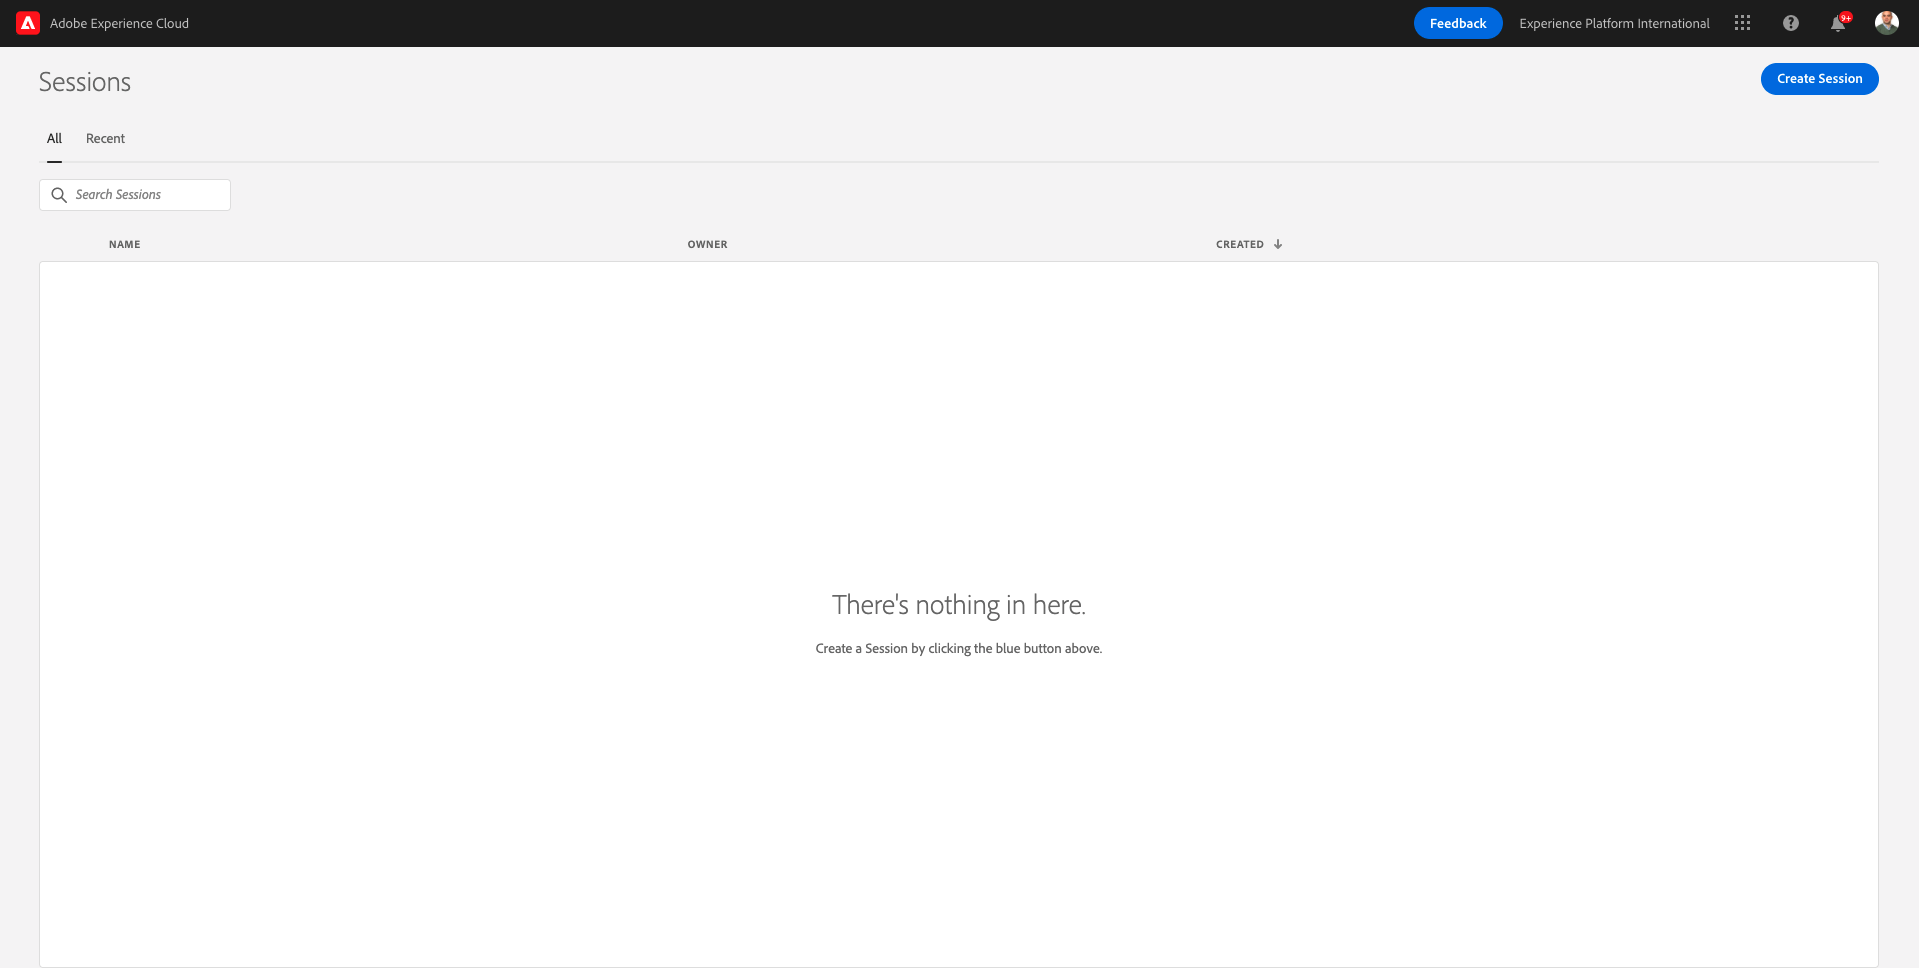 Adobe Experience Cloud
Feedback
Experience Platform International
?
9+
Sessions
Create Session
All
Recent
Search Sessions
NAME
OWNER
CREATED
There's nothing in here.
Create a Session by clicking the blue button above.